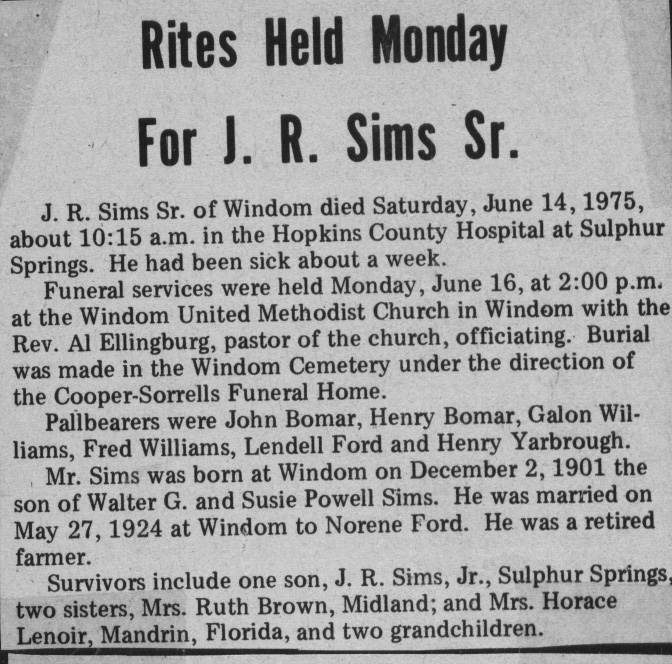 Rites Held Monday
For J. R. Sims Sr.
J. R. Sims Sr. of Windom died Saturday, June 14, 1975,
about 10:15 a.m. in the Hopkins County Hospital at Sulphur
Springs. He had been sick about a week.
Funeral services were held Monday, June 16, at 2:00 p.m.
at the Windom United Methodist Church in Windom with the
Rev. Al Ellingburg, pastor of the church, officiating. Burial
was made in the Windom Cemetery under the direction of
the Cooper-Sorrells Funeral Home.
Pallbearers were John Bomar, Henry Bomar, Galon Wil-
liams, Fred Williams, Lendell Ford and Henry Yarbrough.
Mr. Sims was born at Windom on December 2, 1901 the
son of Walter G. and Susie Powell Sims. He was married on
May 27, 1924 at Windom to Norene Ford. He was a retired
farmer.
Survivors include one son, J. R. Sims, Jr., Sulphur Springs,
two sisters, Mrs. Ruth Brown, Midland; and Mrs. Horace
Lenoir, Mandrin, Florida, and two grandchildren.